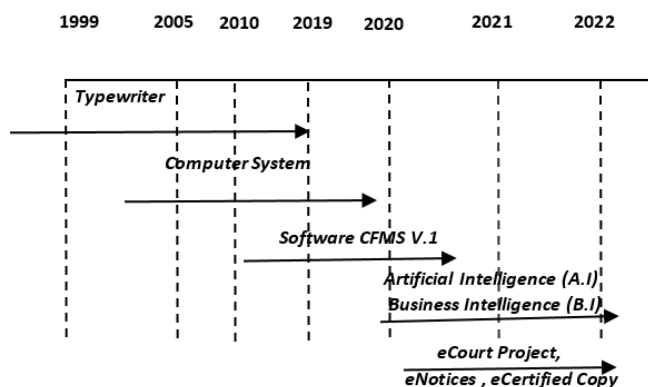 1999 2005 2010 2019 2020 2021 2022
Typewriter
Computer System
Software CFMS V.1
Artificial Intelligence (A.I)
Business Intelligence (B.I)
eCourt Project,
eNotices , eCertified Copy